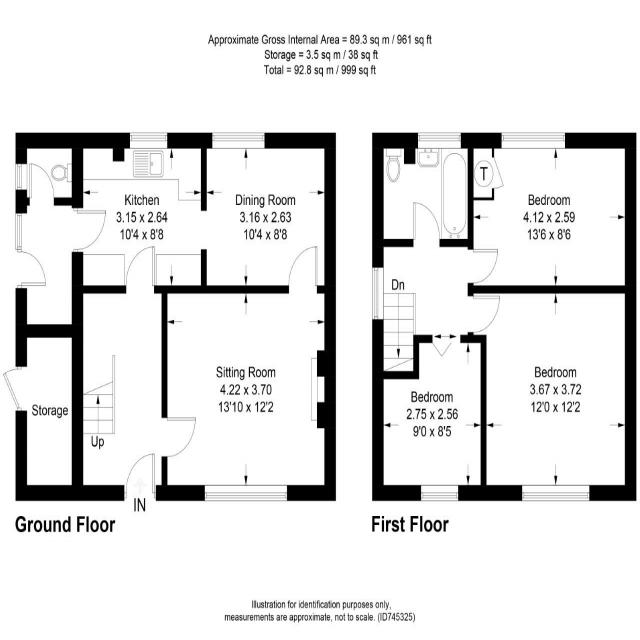 Approximate Gross Internal Area = 89.3 sq m / 961 sq ft
Storage = 3.5 sq m / 38 sq ft
Total = 92.8 sq m / 999 sq ft
Kitchen
3.15 x 2.64
10'4 x 8'8
Dining Room
3.16 x 2.63
10'4 x 8'8
Sitting Room
4.22 x 3.70
13'10 x 12'2
Storage
Up
IN
Ground Floor
T
Bedroom
4.12 x 2.59
13'6 x 8'6
Dn
Bedroom
3.67 x 3.72
12'0 x 12'2
Bedroom
2.75 x 2.56
9'0 x 8'5
First Floor
Illustration for identification purposes only,
measurements are approximate, not to scale. (ID745325)